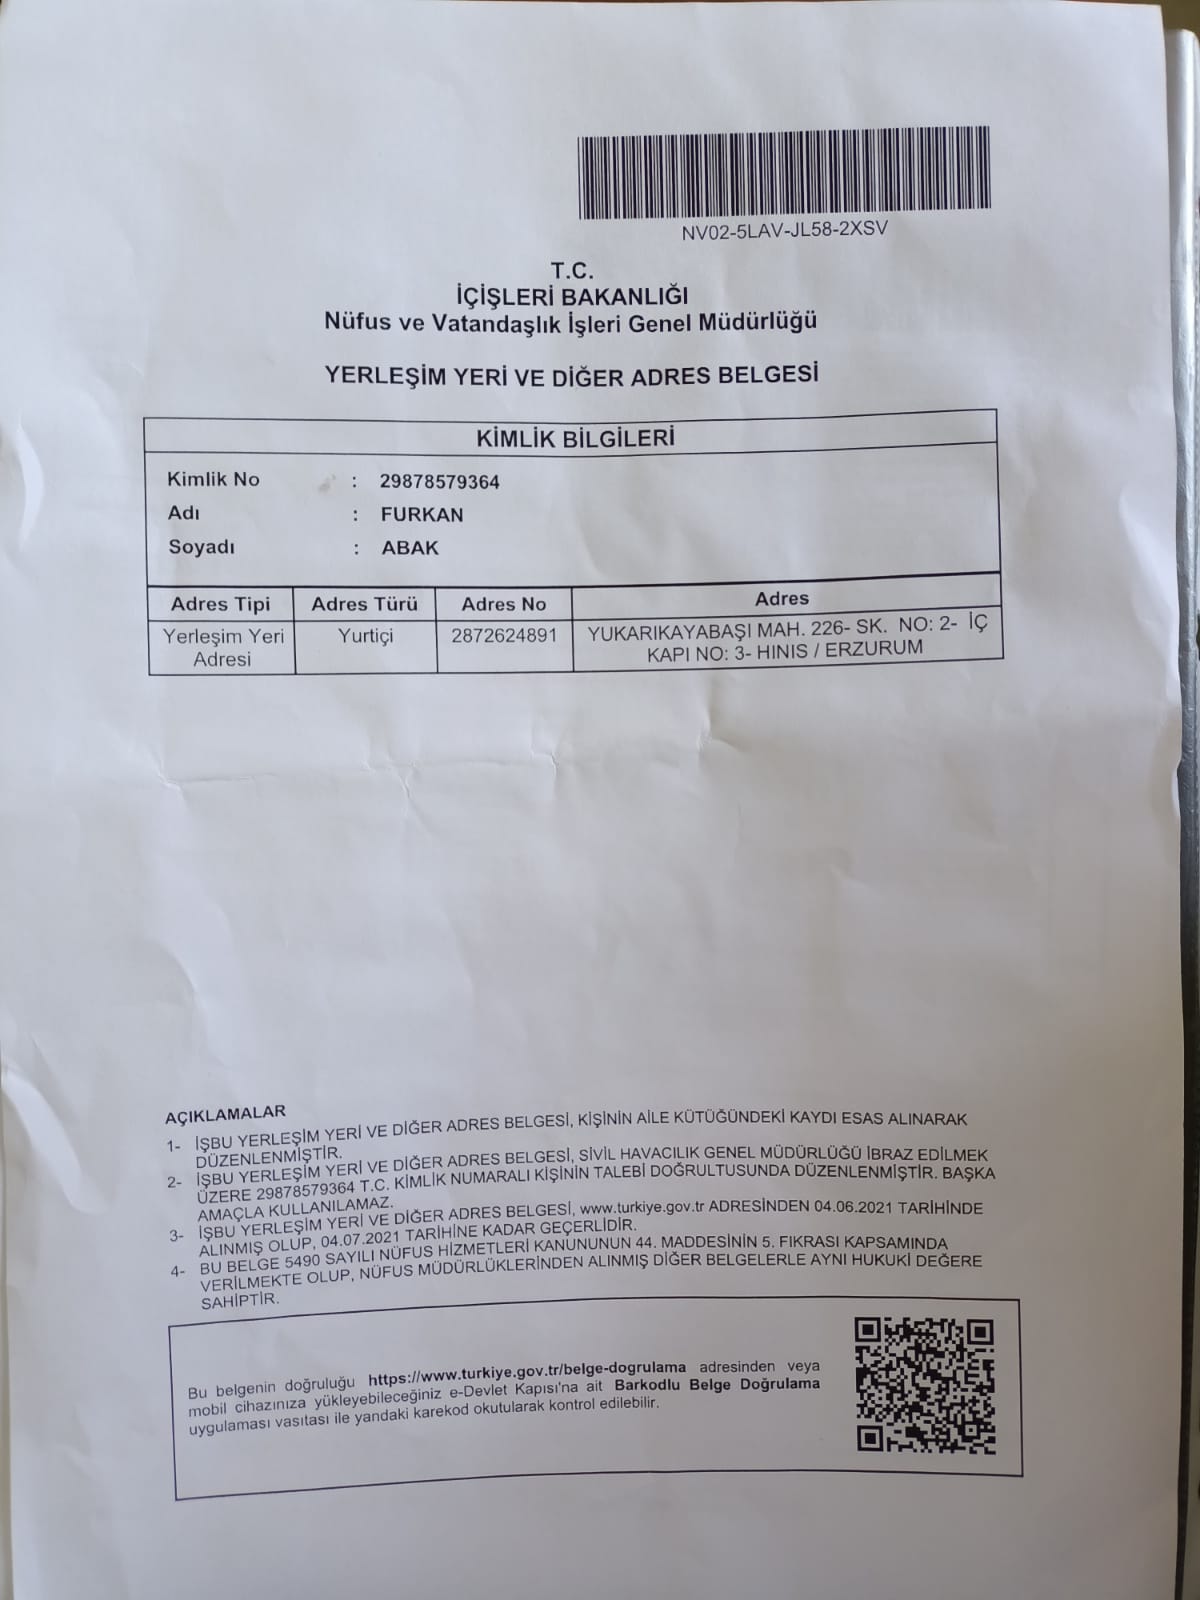 NV02-5LAV-JL58-2XSV
T.C.
İÇİŞLERİ BAKANLIĞI
Nüfus ve Vatandaşlık İşleri Genel Müdürlüğü
YERLEŞİM YERİ VE DİĞER ADRES BELGESİ
KİMLİK BİLGİLERİ
Kimlik No : 29878579364
Adı : FURKAN
Soyadı : ABAK
Adres Tipi Adres Türü Adres No Adres
Yerleşim Yeri Yurtiçi 2872624891 YUKARIKAYABAŞI MAH. 226- SK. NO: 2- İÇ
Adresi KAPI NO: 3- HINIS / ERZURUM
AÇIKLAMALAR
1- İŞBU YERLEŞİM YERİ VE DİĞER ADRES BELGESİ, KİŞİNİN AİLE KÜTÜĞÜNDEKİ KAYDI ESAS ALINARAK
DÜZENLENMİŞTİR.
2- İŞBU YERLEŞİM YERİ VE DİĞER ADRES BELGESİ, SİVİL HAVACILIK GENEL MÜDÜRLÜĞÜ İBRAZ EDİLMEK
ÜZERE 29878579364 T.C. KİMLİK NUMARALI KİŞİNİN TALEBİ DOĞRULTUSUNDA DÜZENLENMİŞTİR. BAŞKA
AMAÇLA KULLANILAMAZ.
3- İŞBU YERLEŞİM YERİ VE DİĞER ADRES BELGESİ, www.turkiye.gov.tr ADRESİNDEN 04.06.2021 TARİHİNDE
ALINMIŞ OLUP, 04.07.2021 TARİHİNE KADAR GEÇERLİDİR.
4- BU BELGE 5490 SAYILI NÜFUS HİZMETLERİ KANUNUNUN 44. MADDESİNİN 5. FIKRASI KAPSAMINDA
VERİLMEKTE OLUP, NÜFUS MÜDÜRLÜKLERİNDEN ALINMIŞ DİĞER BELGELERLE AYNI HUKUKİ DEĞERE
SAHİPTİR.
Bu belgenin doğruluğu https://www.turkiye.gov.tr/belge-dogrulama adresinden veya
mobil cihazınıza yükleyebileceğiniz e-Devlet Kapısı'na ait Barkodlu Belge Doğrulama
uygulaması vasıtası ile yandaki karekod okutularak kontrol edilebilir.